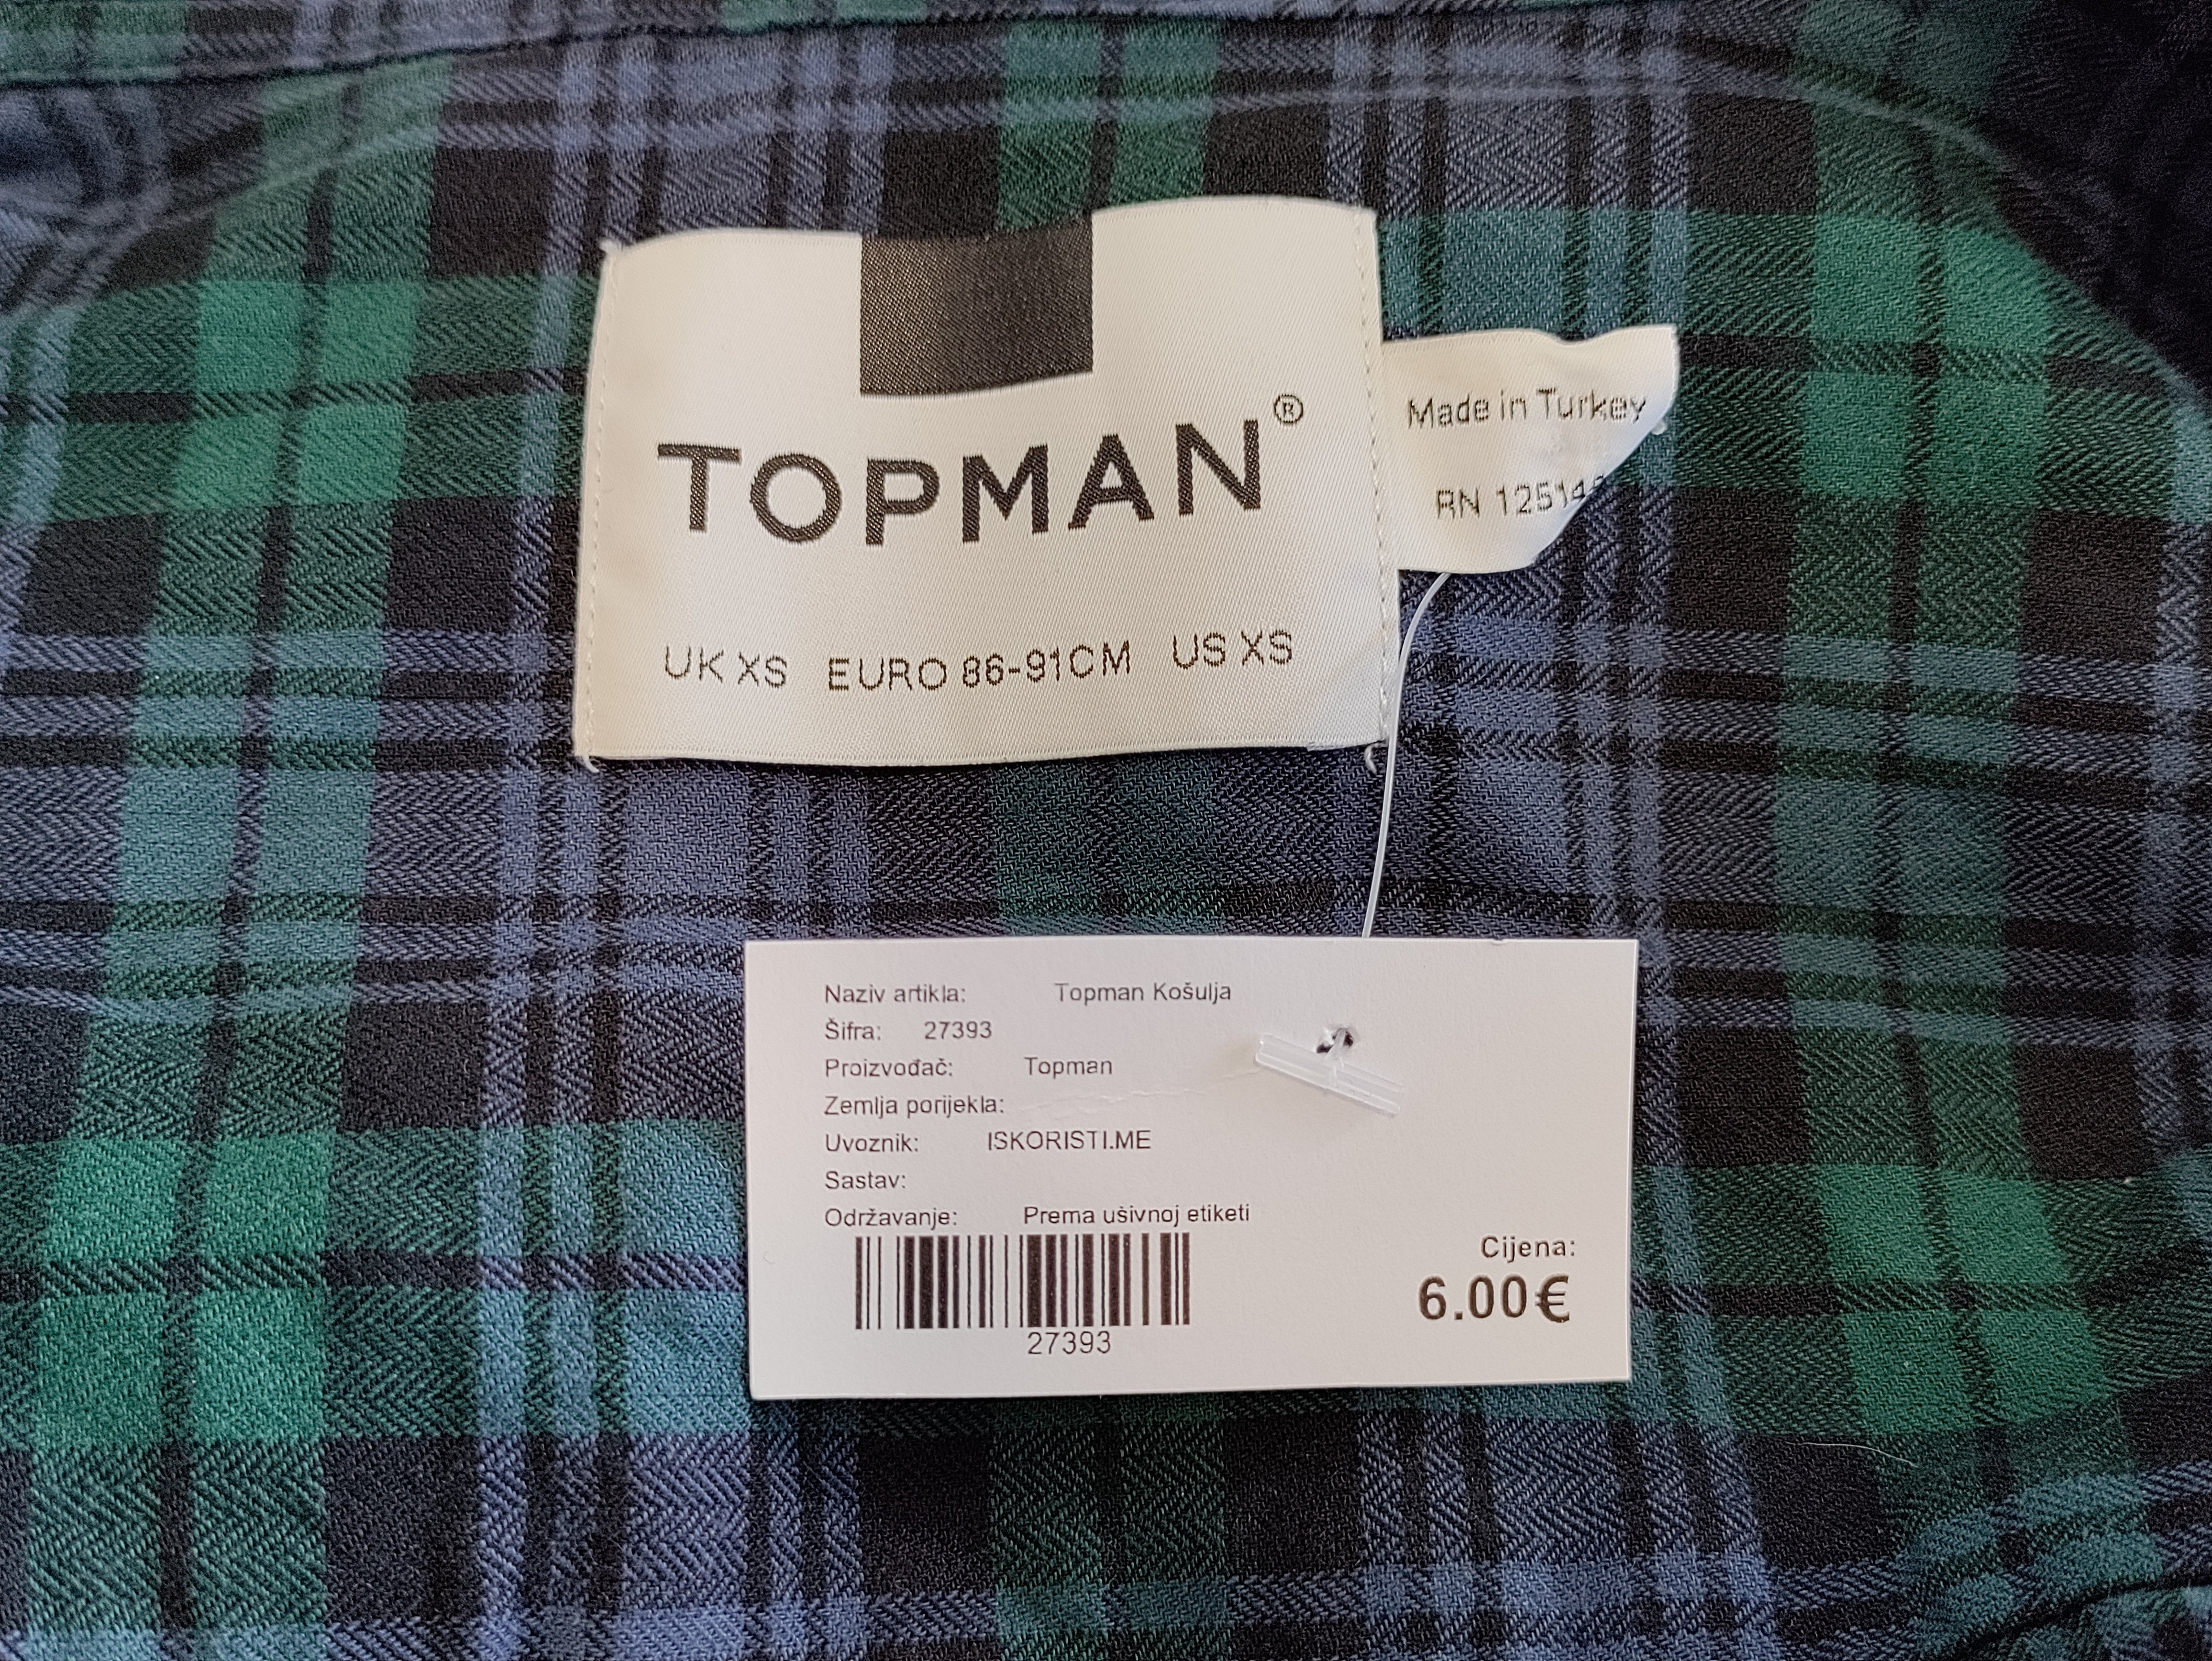 TOPMAN®
UK XS EURO 86-91CM US XS
Made in Turkey
RN
Naziv artikla: Topman Košulja
Šifra: 27393
Proizvođač: Topman
Zemlja porijekla:
Uvoznik: ISKORISTI.ME
Sastav:
Održavanje: Prema ušivnoj etiketi
27393
Cijena:
6.00€